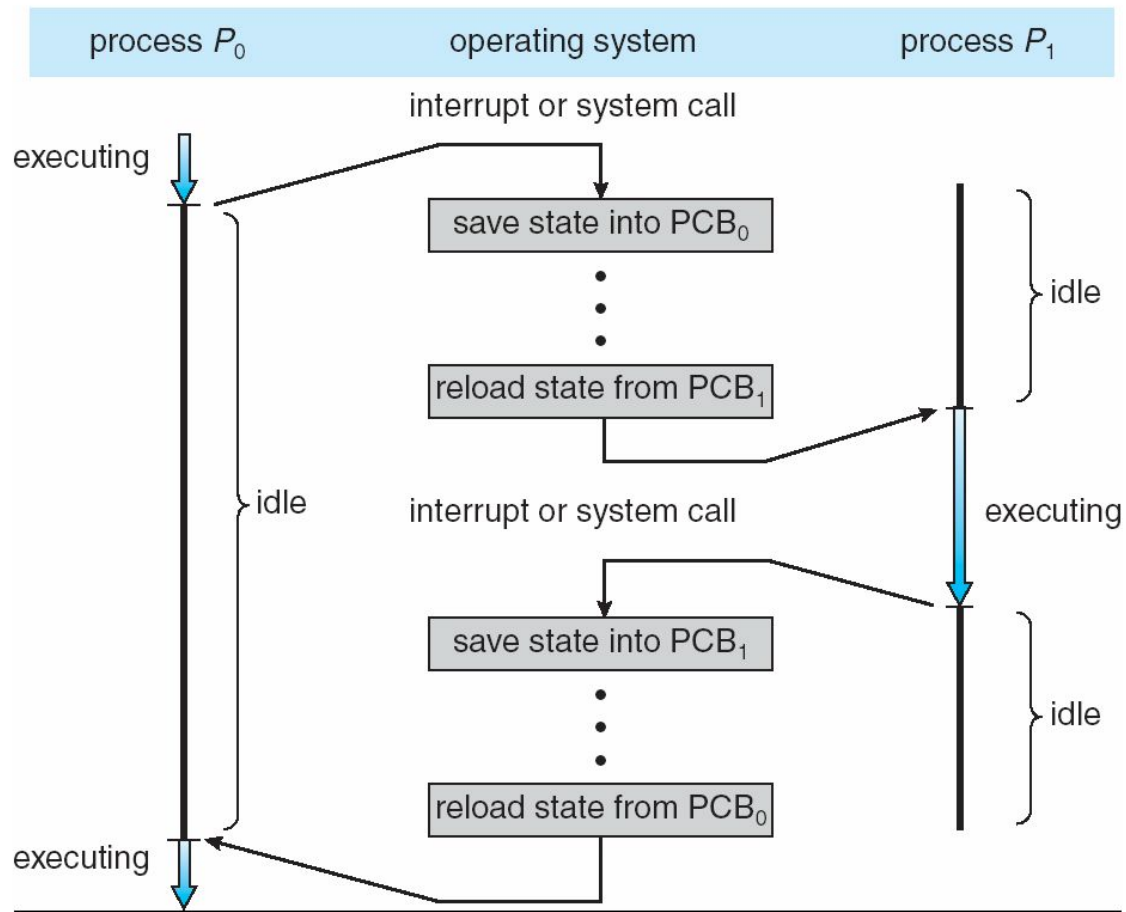 process P₀ operating system process P₁
interrupt or system call
executing
save state into PCB₀
idle
reload state from PCB₁
idle
interrupt or system call
executing
save state into PCB₁
idle
reload state from PCB₀
executing